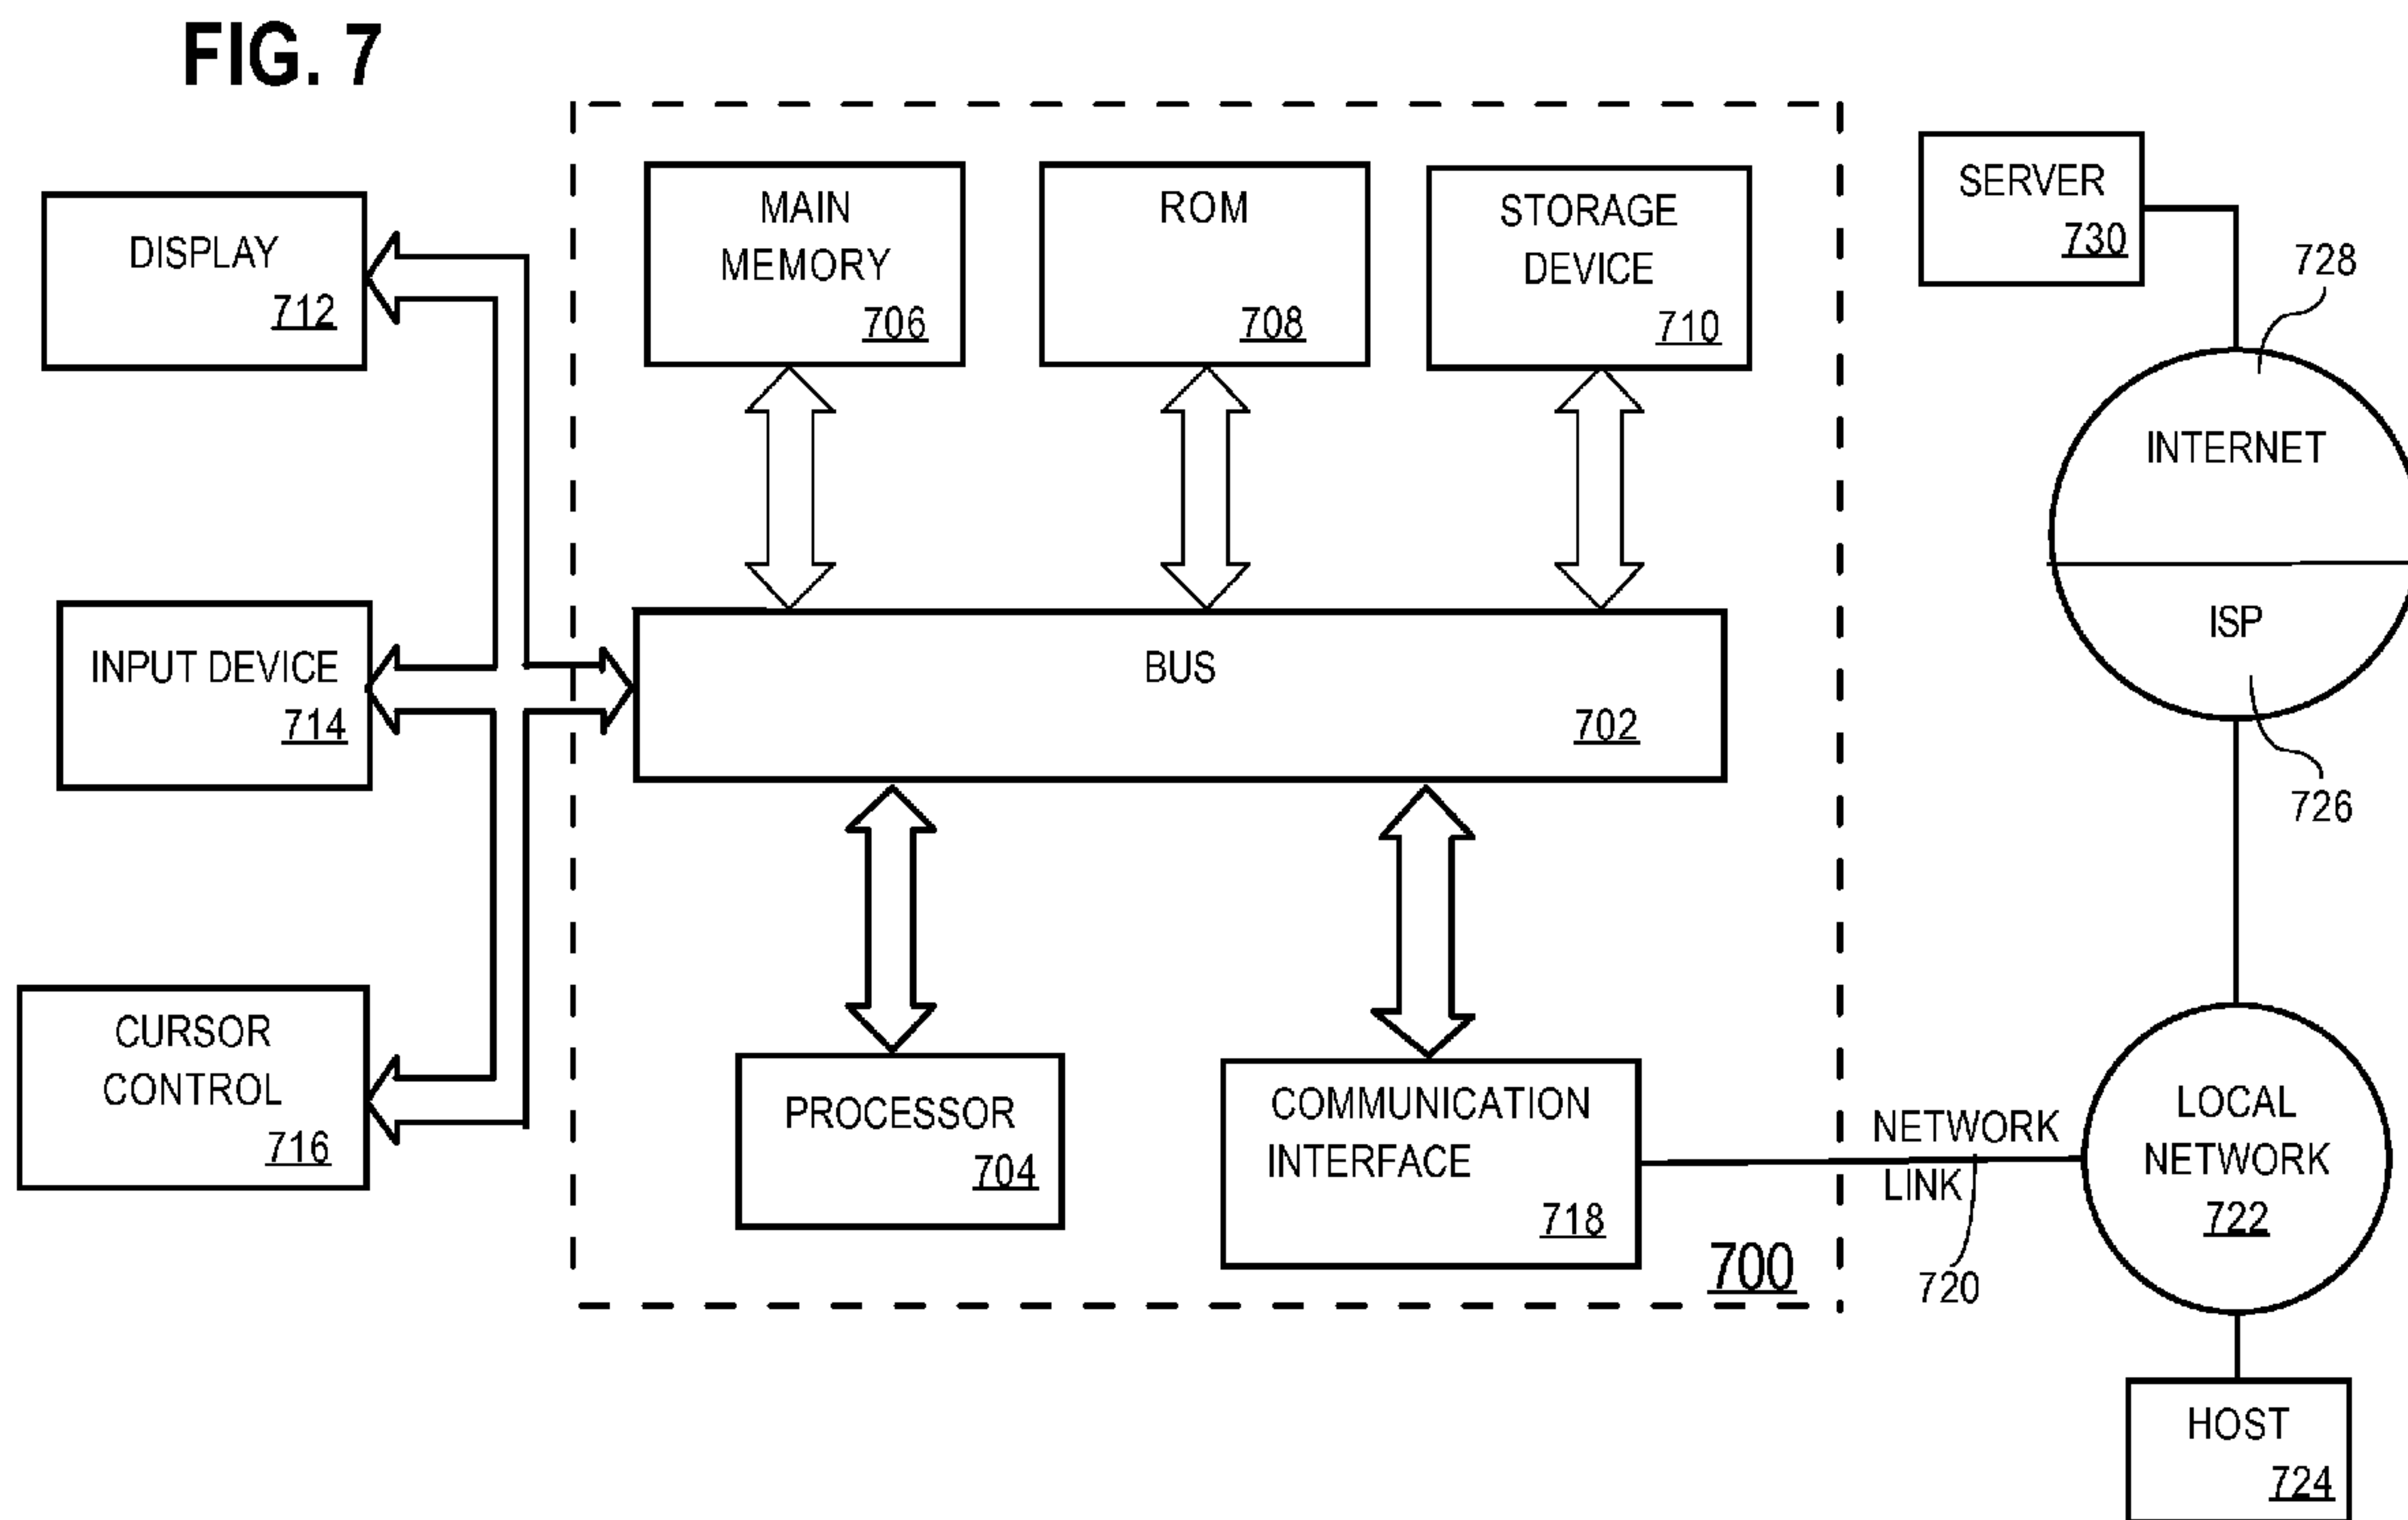 FIG. 7
DISPLAY
712
INPUT DEVICE
714
CURSOR
CONTROL
716
MAIN
MEMORY
706
ROM
708
STORAGE
DEVICE
710
BUS
702
PROCESSOR
704
COMMUNICATION
INTERFACE
718
700
SERVER
730
728
INTERNET
ISP
726
NETWORK
LINK
720
LOCAL
NETWORK
722
HOST
724